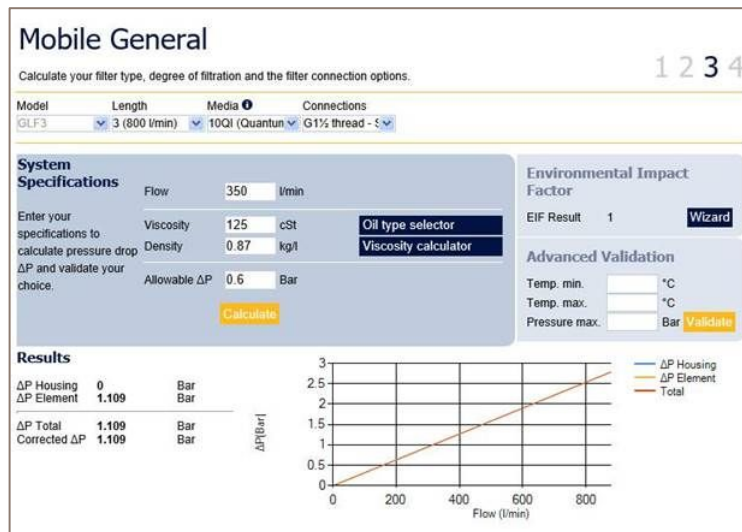 Mobile General
1 2 3 4
Calculate your filter type, degree of filtration and the filter connection options.
Model Length Media Connections
GLF3 3 (800 l/min) 10QI (Quantun G1½ thread - S
System Specifications
Enter your
specifications to
calculate pressure drop
ΔP and validate your
choice.
Flow 350 l/min
Viscosity 125 cSt Oil type selector
Density 0.87 kg/l Viscosity calculator
Allowable ΔP 0.6 Bar
Calculate
Environmental Impact
Factor
EIF Result 1 Wizard
Advanced Validation
Temp. min. °C
Temp. max. °C
Pressure max. Bar Validate
Results
ΔP Housing 0 Bar
ΔP Element 1.109 Bar
ΔP Total 1.109 Bar
Corrected ΔP 1.109 Bar
ΔP[Bar]
3
2.5
2
1.5
1
0.5
0
0 200 400 600 800
Flow (l/min)
ΔP Housing
ΔP Element
Total